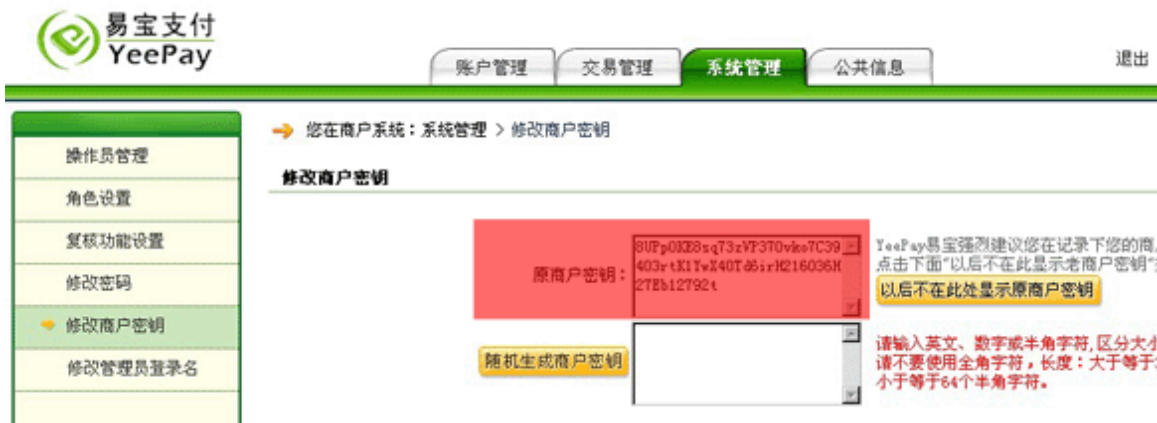 易宝支付
YeePay
账户管理 交易管理 系统管理 公共信息 退出
操作员管理
角色设置
复核功能设置
修改密码
修改商户密钥
修改管理员登录名
您在商户系统：系统管理 > 修改商户密钥
修改商户密钥
原商户密钥：
8UPp0KE8sq73zVP370vko7C39
403rtK1YwX40Td6irH216036H
27Eb12792t
YeePay易宝强烈建议您在记录下您的商
点击下面"以后不在此显示老商户密钥"
以后不在此处显示原商户密钥
随机生成商户密钥
请输入英文、数字或半角字符,区分大小
请不要使用全角字符，长度：大于等于
小于等于64个半角字符。